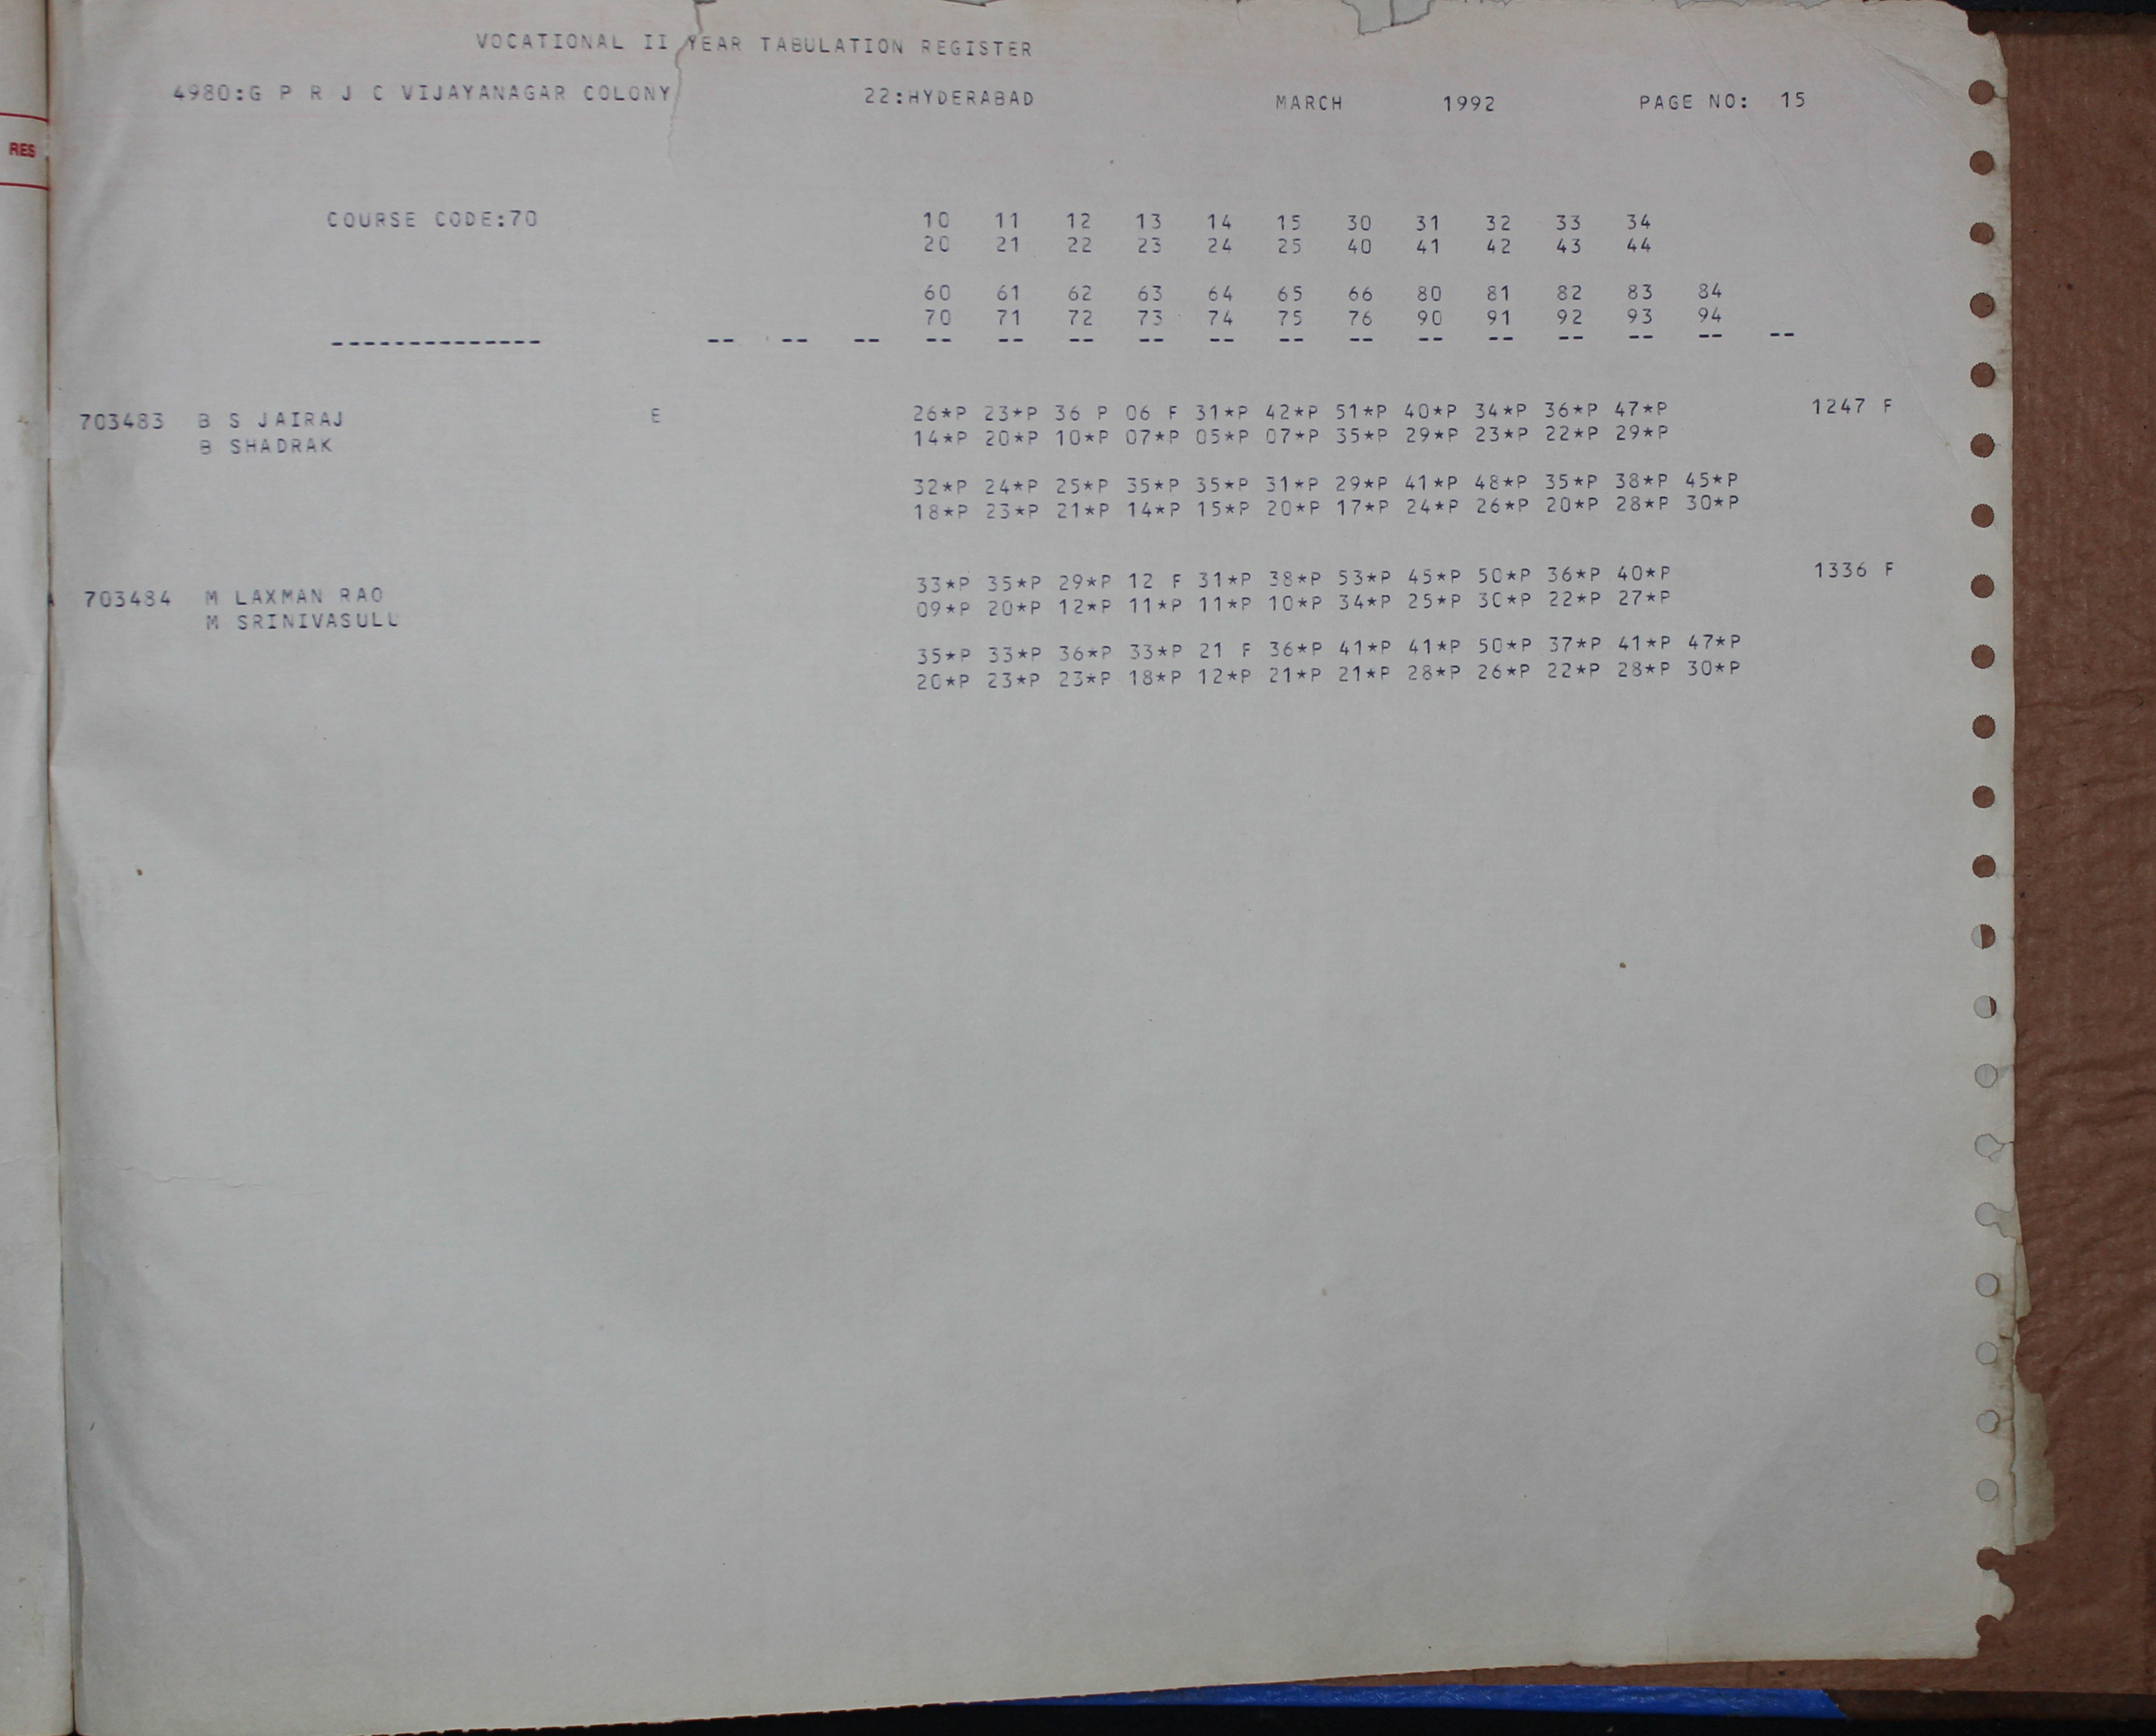 VOCATIONAL II YEAR TABULATION REGISTER
4980:G P R J C VIJAYANAGAR COLONY 22:HYDERABAD MARCH 1992 PAGE NO: 15
RES
COURSE CODE:70 10 11 12 13 14 15 30 31 32 33 34
20 21 22 23 24 25 40 41 42 43 44
60 61 62 63 64 65 66 80 81 82 83 84
70 71 72 73 74 75 76 90 91 92 93 94
-------------- -- -- -- -- -- -- -- -- -- -- -- -- -- -- -- --
703483 B S JAIRAJ E 26*P 23*P 36 P 06 F 31*P 42*P 51*P 40*P 34*P 36*P 47*P 1247 F
B SHADRAK 14*P 20*P 10*P 07*P 05*P 07*P 35*P 29*P 23*P 22*P 29*P
32*P 24*P 25*P 35*P 35*P 31*P 29*P 41*P 48*P 35*P 38*P 45*P
18*P 23*P 21*P 14*P 15*P 20*P 17*P 24*P 26*P 20*P 28*P 30*P
703484 M LAXMAN RAO 33*P 35*P 29*P 12 F 31*P 38*P 53*P 45*P 50*P 36*P 40*P 1336 F
M SRINIVASULU 09*P 20*P 12*P 11*P 11*P 10*P 34*P 25*P 30*P 22*P 27*P
35*P 33*P 36*P 33*P 21 F 36*P 41*P 41*P 50*P 37*P 41*P 47*P
20*P 23*P 23*P 18*P 12*P 21*P 21*P 28*P 26*P 22*P 28*P 30*P